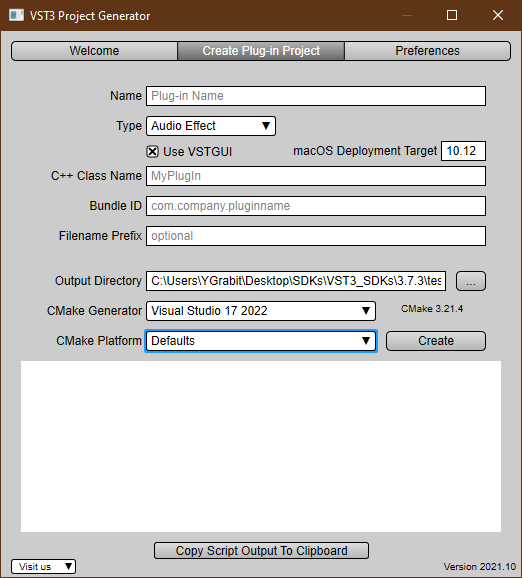 VST3 Project Generator
Welcome Create Plug-in Project Preferences
Name Plug-in Name
Type Audio Effect
Use VSTGUI macOS Deployment Target 10.12
C++ Class Name MyPlugIn
Bundle ID com.company.pluginname
Filename Prefix optional
Output Directory C:\Users\YGrabit\Desktop\SDKs\VST3_SDKs\3.7.3\tes ...
CMake Generator Visual Studio 17 2022 CMake 3.21.4
CMake Platform Defaults Create
Copy Script Output To Clipboard
Visit us Version 2021.10